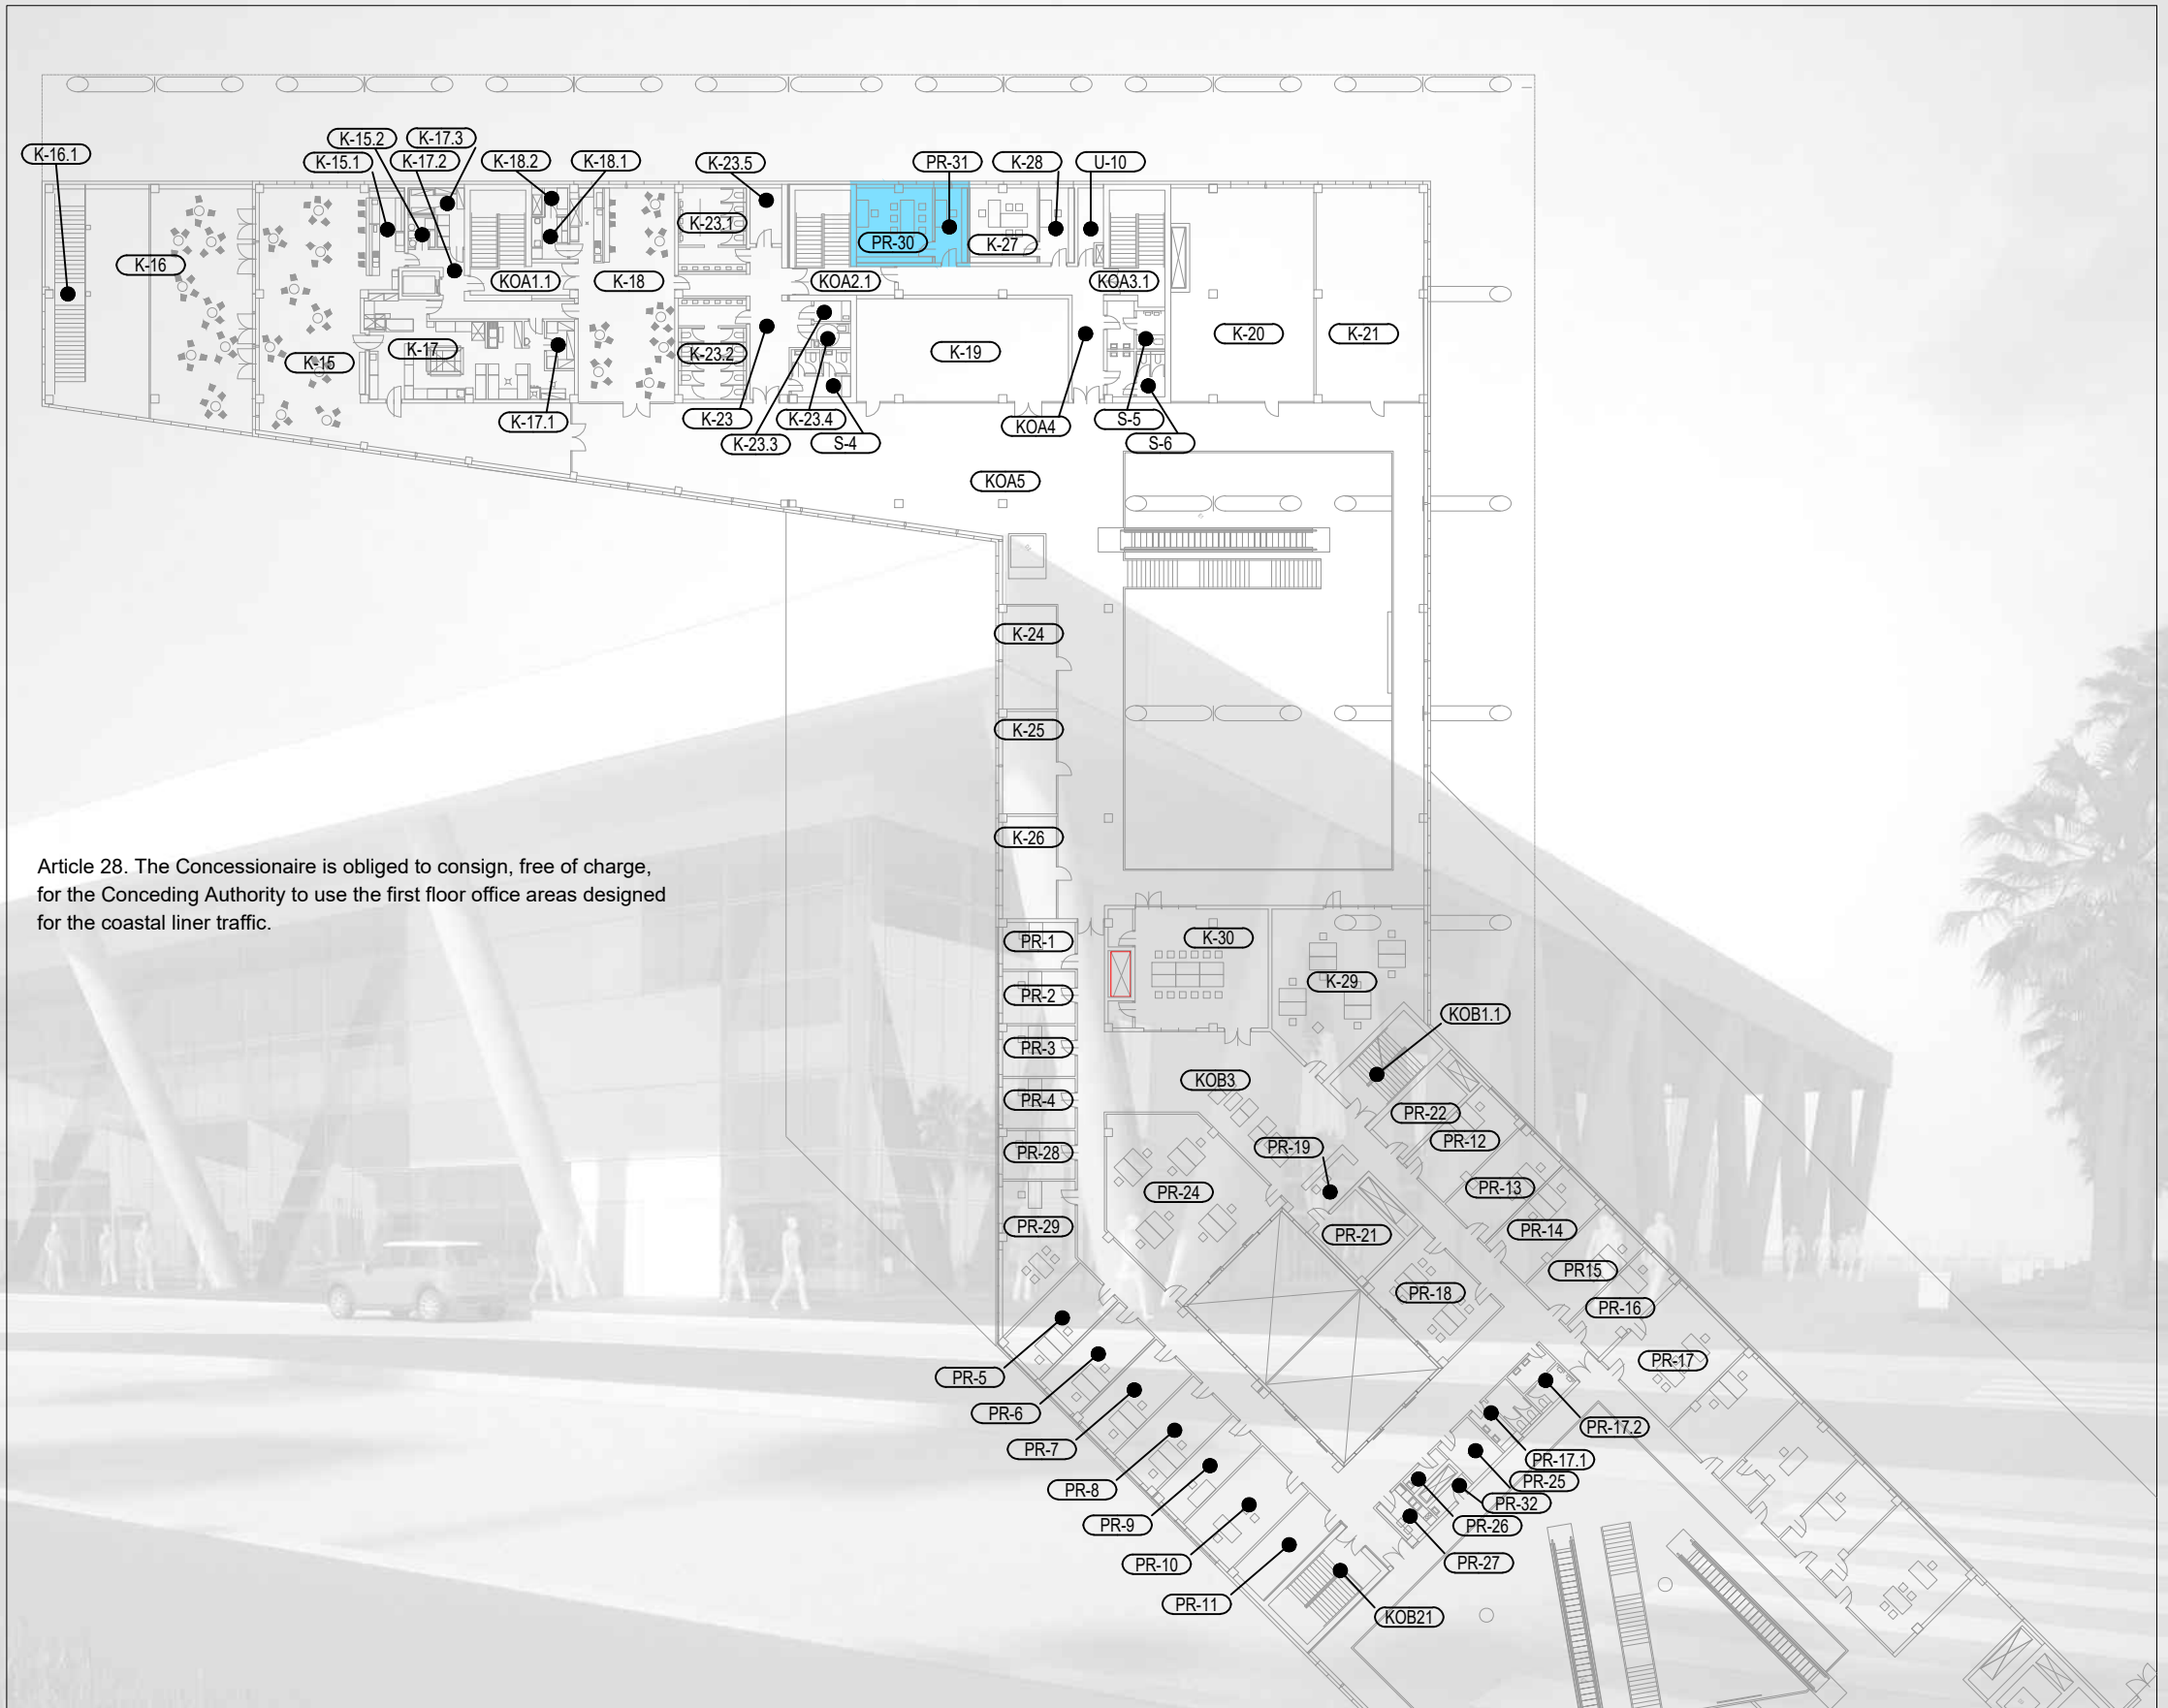 K-15.2
K-17.3
K-16.1
K-15.1
K-17.2
K-18.2
K-18.1
K-23.5
PR-31
K-28
U-10
K-23.1
PR-30
K-27
K-16
KOA1.1
K-18
KOA2.1
KOA3.1
K-20
K-21
K-15
K-17
K-23.2
K-19
K-17.1
K-23
K-23.3
K-23.4
S-4
KOA4
S-5
S-6
KOA5
K-24
K-25
K-26
Article 28. The Concessionaire is obliged to consign, free of charge,
for the Conceding Authority to use the first floor office areas designed
for the coastal liner traffic.
PR-1
K-30
PR-2
K-29
KOB1.1
PR-3
KOB3
PR-4
PR-22
PR-12
PR-28
PR-19
PR-24
PR-13
PR-29
PR-21
PR-14
PR15
PR-18
PR-16
PR-17
PR-5
PR-6
PR-7
PR-17.2
PR-17.1
PR-8
PR-25
PR-32
PR-9
PR-26
PR-10
PR-27
PR-11
KOB21